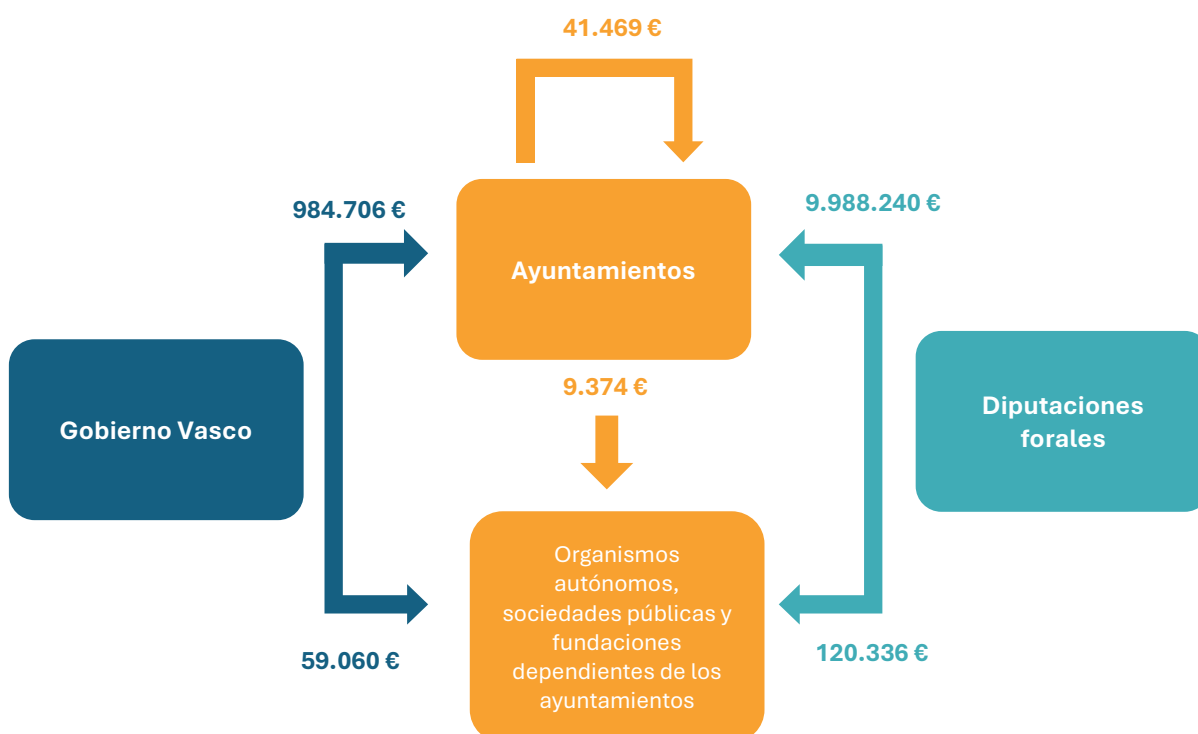 41.469 €
984.706 €
9.988.240 €
Ayuntamientos
9.374 €
Gobierno Vasco
Diputaciones
forales
Organismos
autónomos,
sociedades públicas y
fundaciones
dependientes de los
ayuntamientos
59.060 €
120.336 €